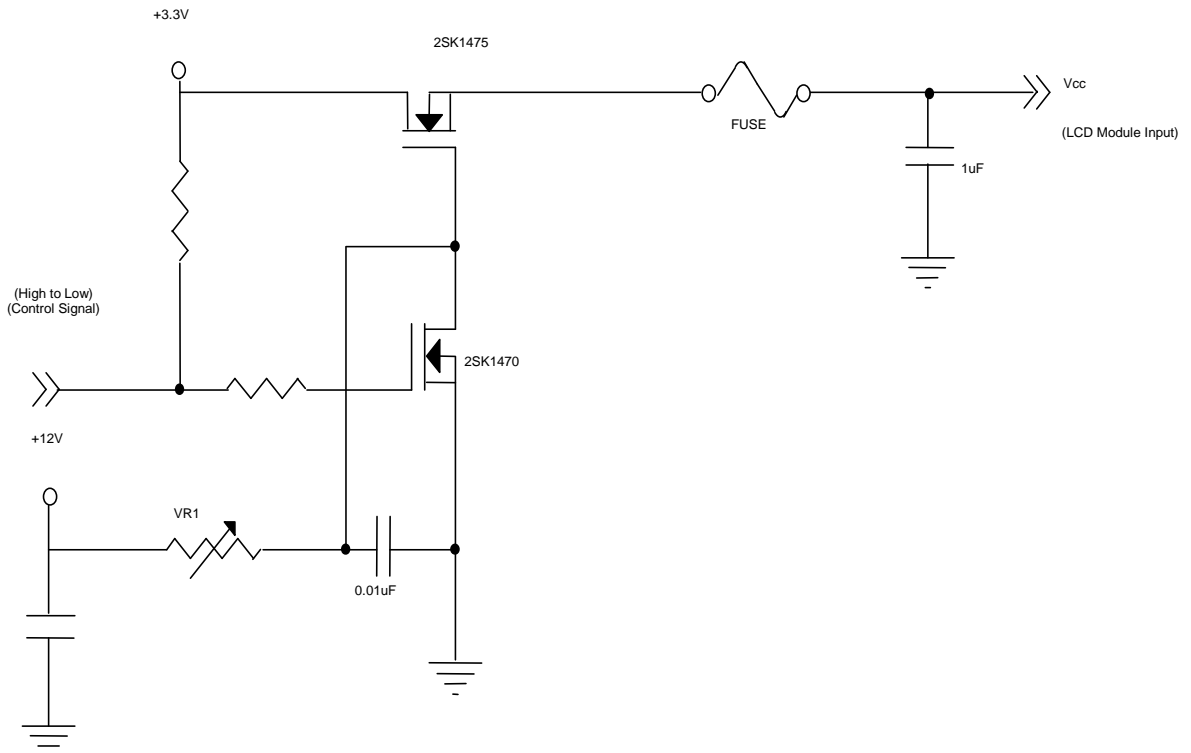 +3.3V
2SK1475
Vcc
FUSE
(LCD Module Input)
1uF
(High to Low)
(Control Signal)
2SK1470
+12V
VR1
0.01uF